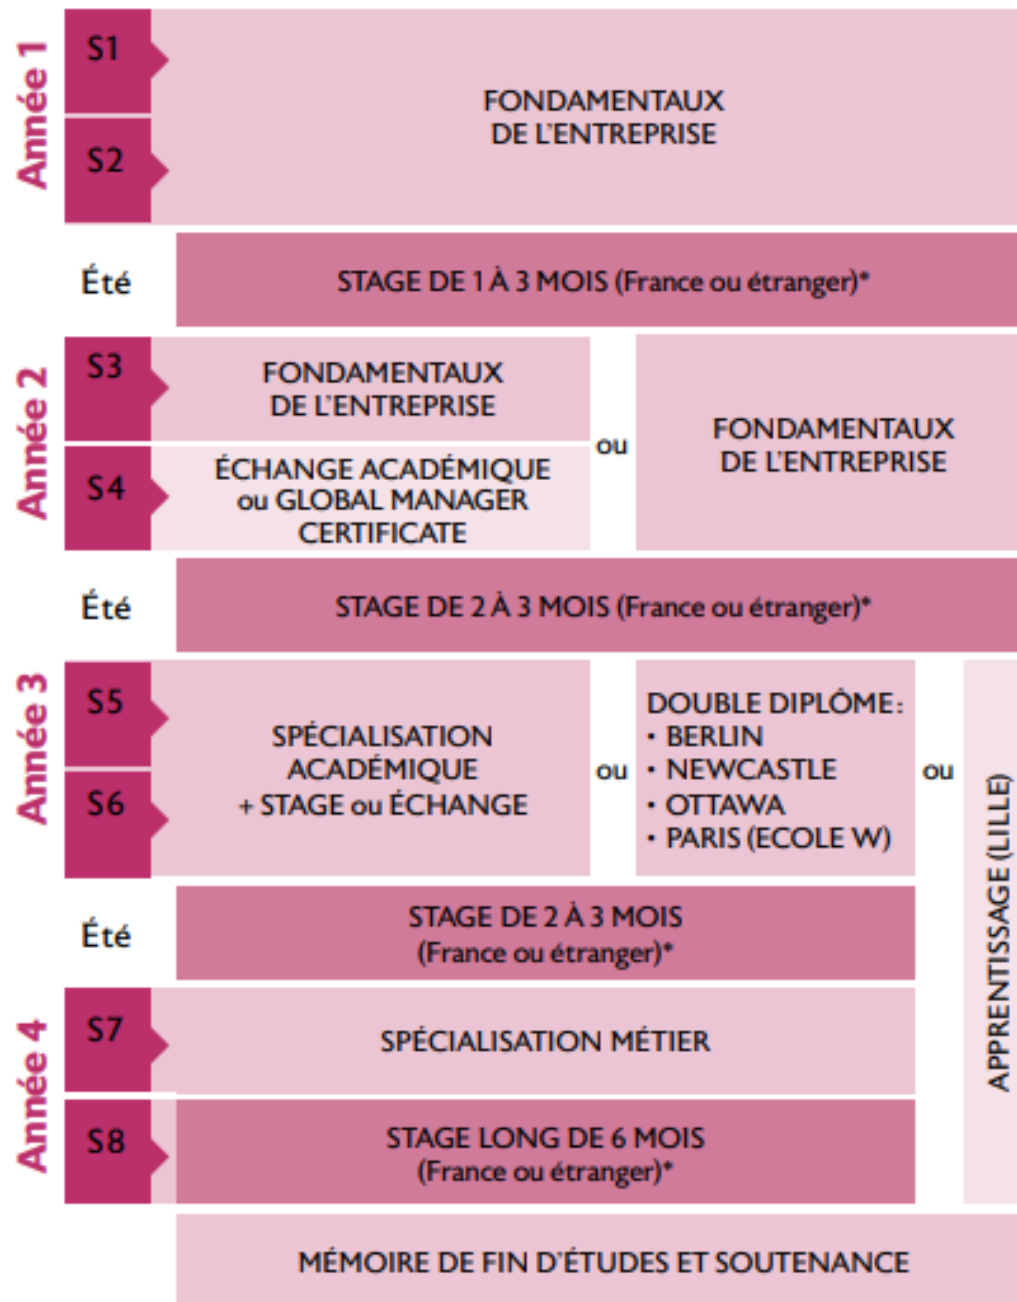 Année 1
S1
S2
FONDAMENTAUX
DE L'ENTREPRISE
Été
STAGE DE 1 À 3 MOIS (France ou étranger)*
Année 2
S3
FONDAMENTAUX
DE L'ENTREPRISE
S4
ÉCHANGE ACADÉMIQUE
ou GLOBAL MANAGER
CERTIFICATE
ou
FONDAMENTAUX
DE L'ENTREPRISE
Été
STAGE DE 2 À 3 MOIS (France ou étranger)*
Année 3
S5
S6
SPÉCIALISATION
ACADÉMIQUE
+ STAGE ou ÉCHANGE
ou
DOUBLE DIPLÔME :
• BERLIN
• NEWCASTLE
• OTTAWA
• PARIS (ECOLE W)
ou
APPRENTISSAGE (LILLE)
Été
STAGE DE 2 À 3 MOIS
(France ou étranger)*
Année 4
S7
SPÉCIALISATION MÉTIER
S8
STAGE LONG DE 6 MOIS
(France ou étranger)*
MÉMOIRE DE FIN D'ÉTUDES ET SOUTENANCE